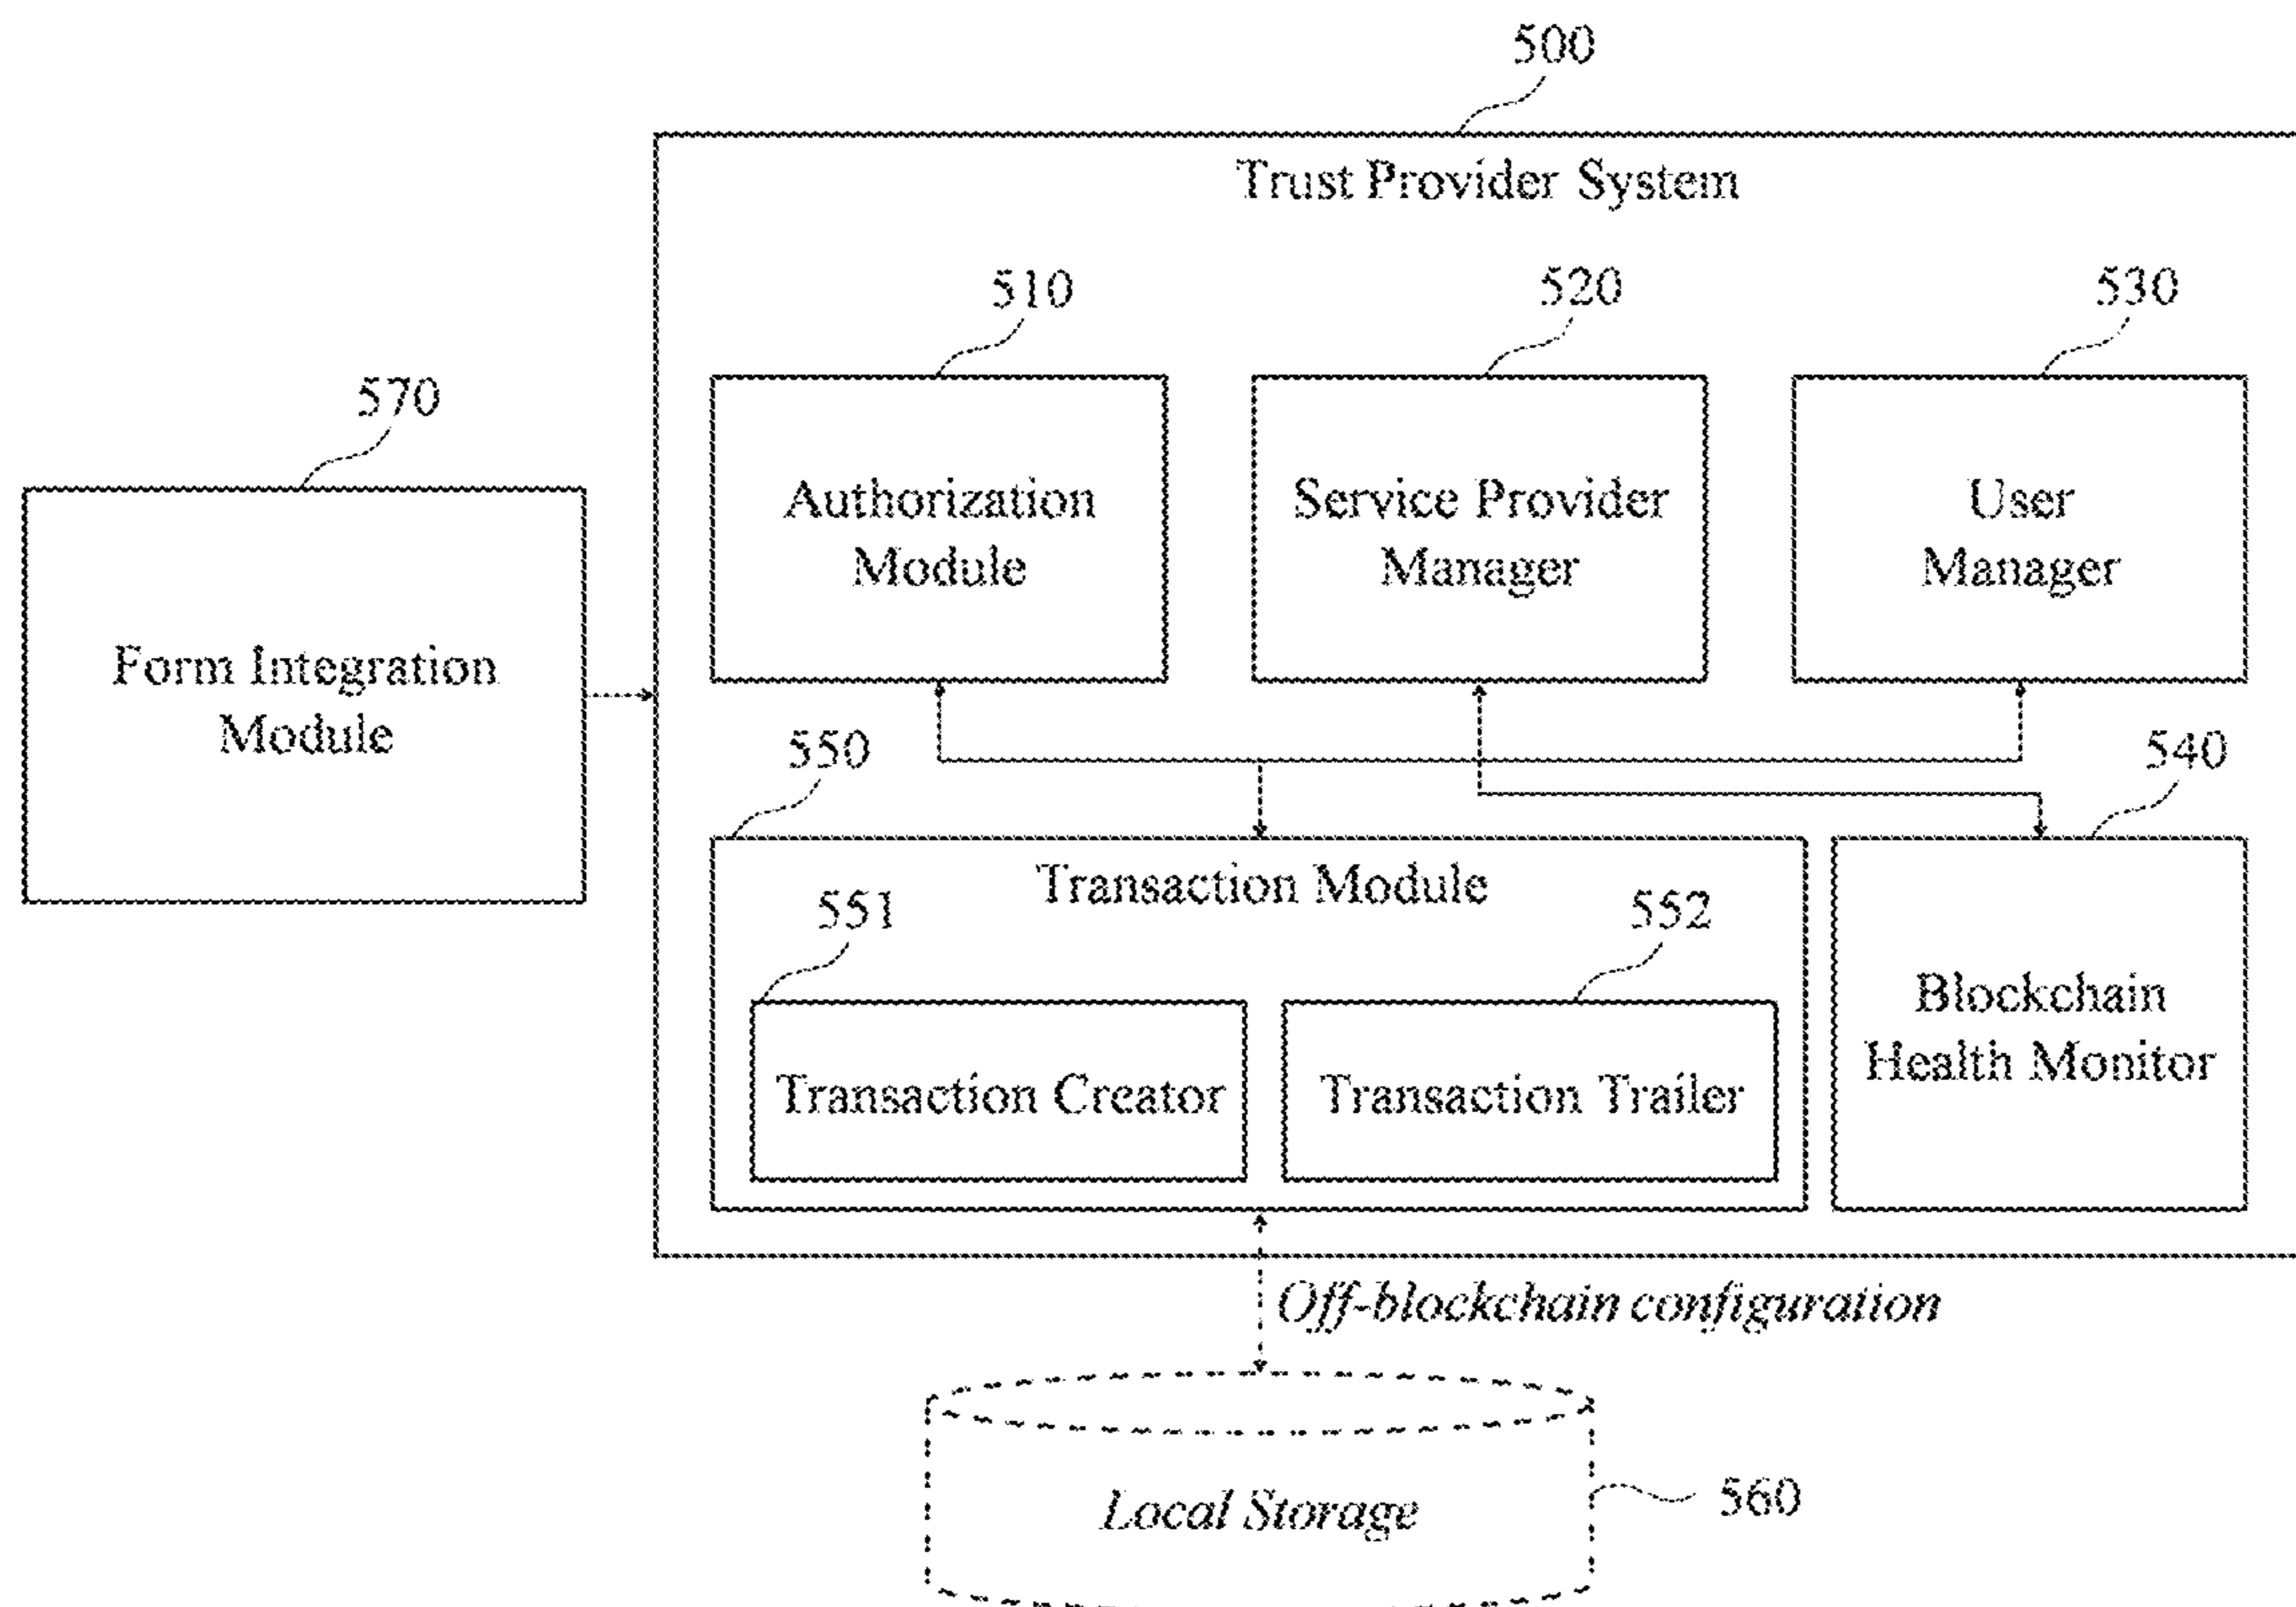 500
Trust Provider System
510
520
530
570
Authorization
Module
Service Provider
Manager
User
Manager
Form Integration
Module
550
540
Transaction Module
551
552
Blockchain
Health Monitor
Transaction Creator
Transaction Trailer
Off-blockchain configuration
Local Storage
560